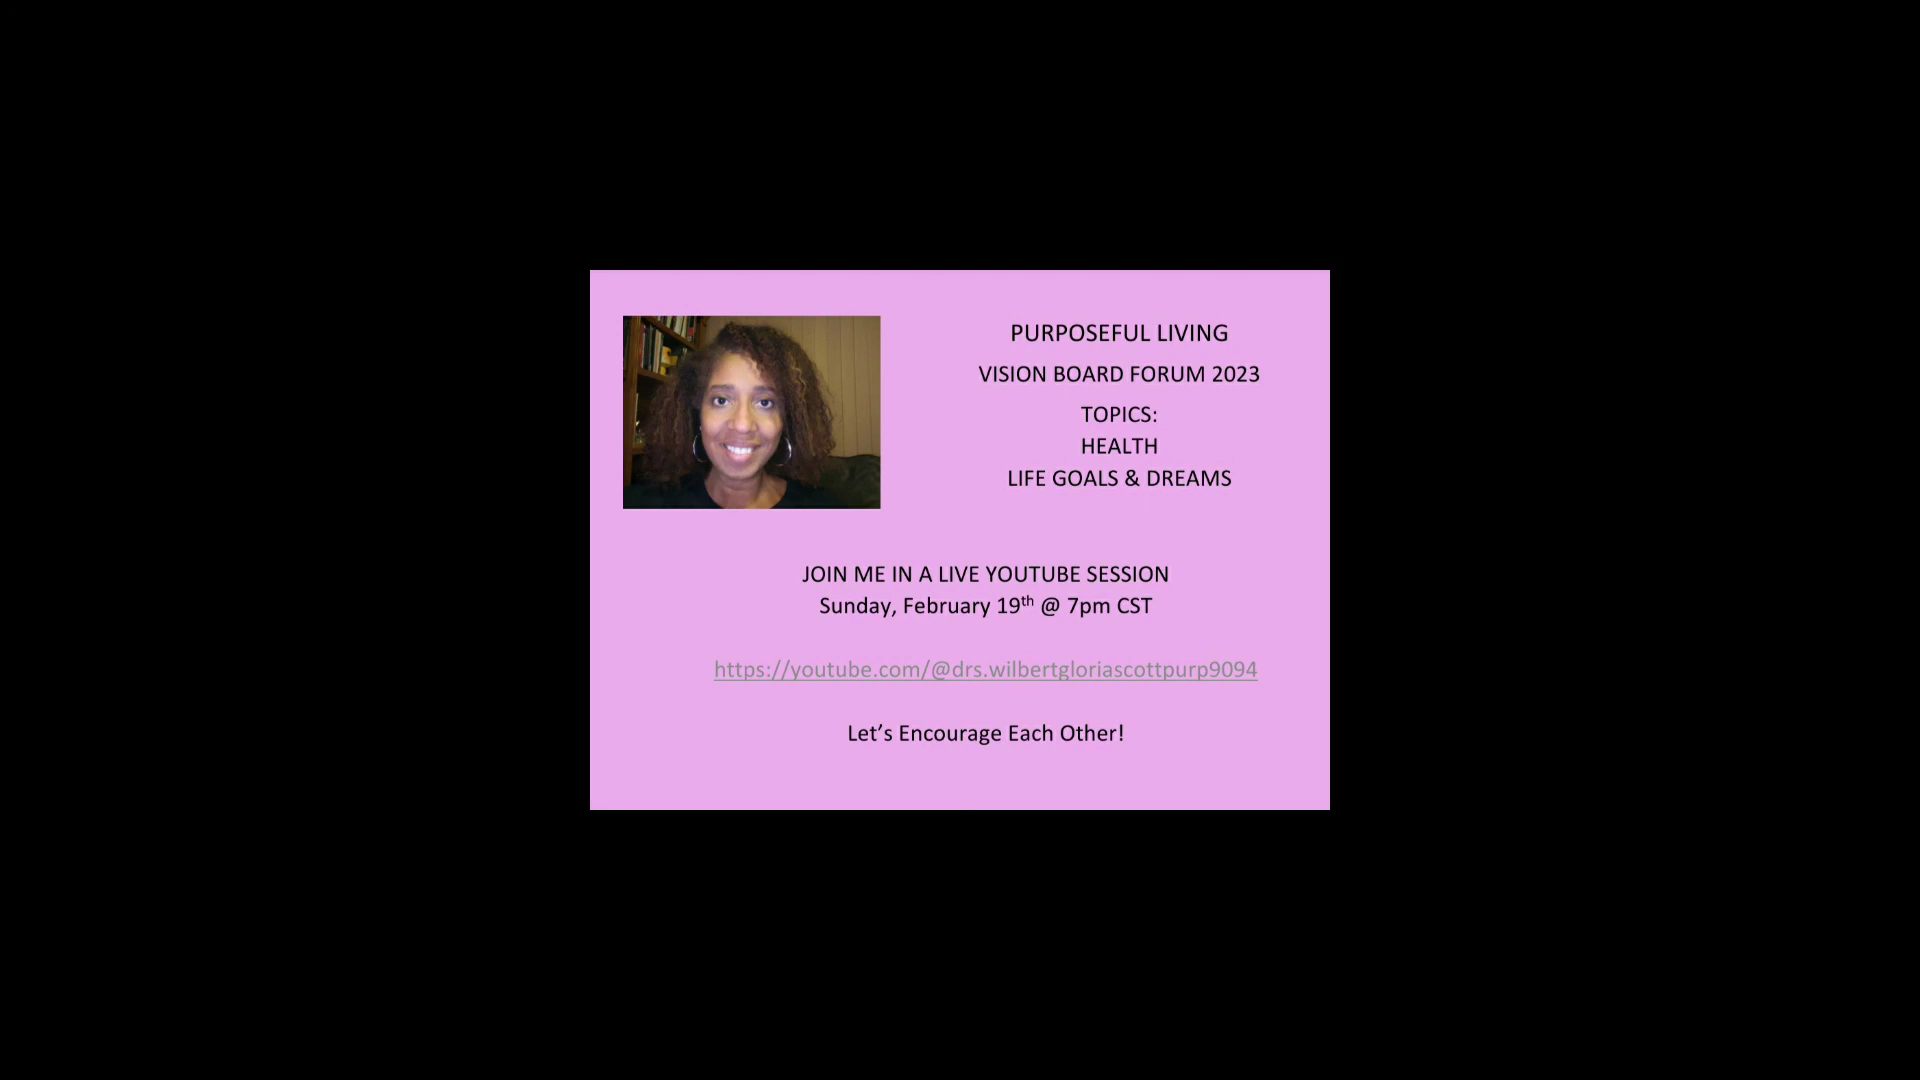 PURPOSEFUL LIVING
VISION BOARD FORUM 2023
TOPICS:
HEALTH
LIFE GOALS & DREAMS
JOIN ME IN A LIVE YOUTUBE SESSION
Sunday, February 19th @ 7pm CST
https://youtube.com/@drs.wilbertgloriascottpurp9094
Let’s Encourage Each Other!